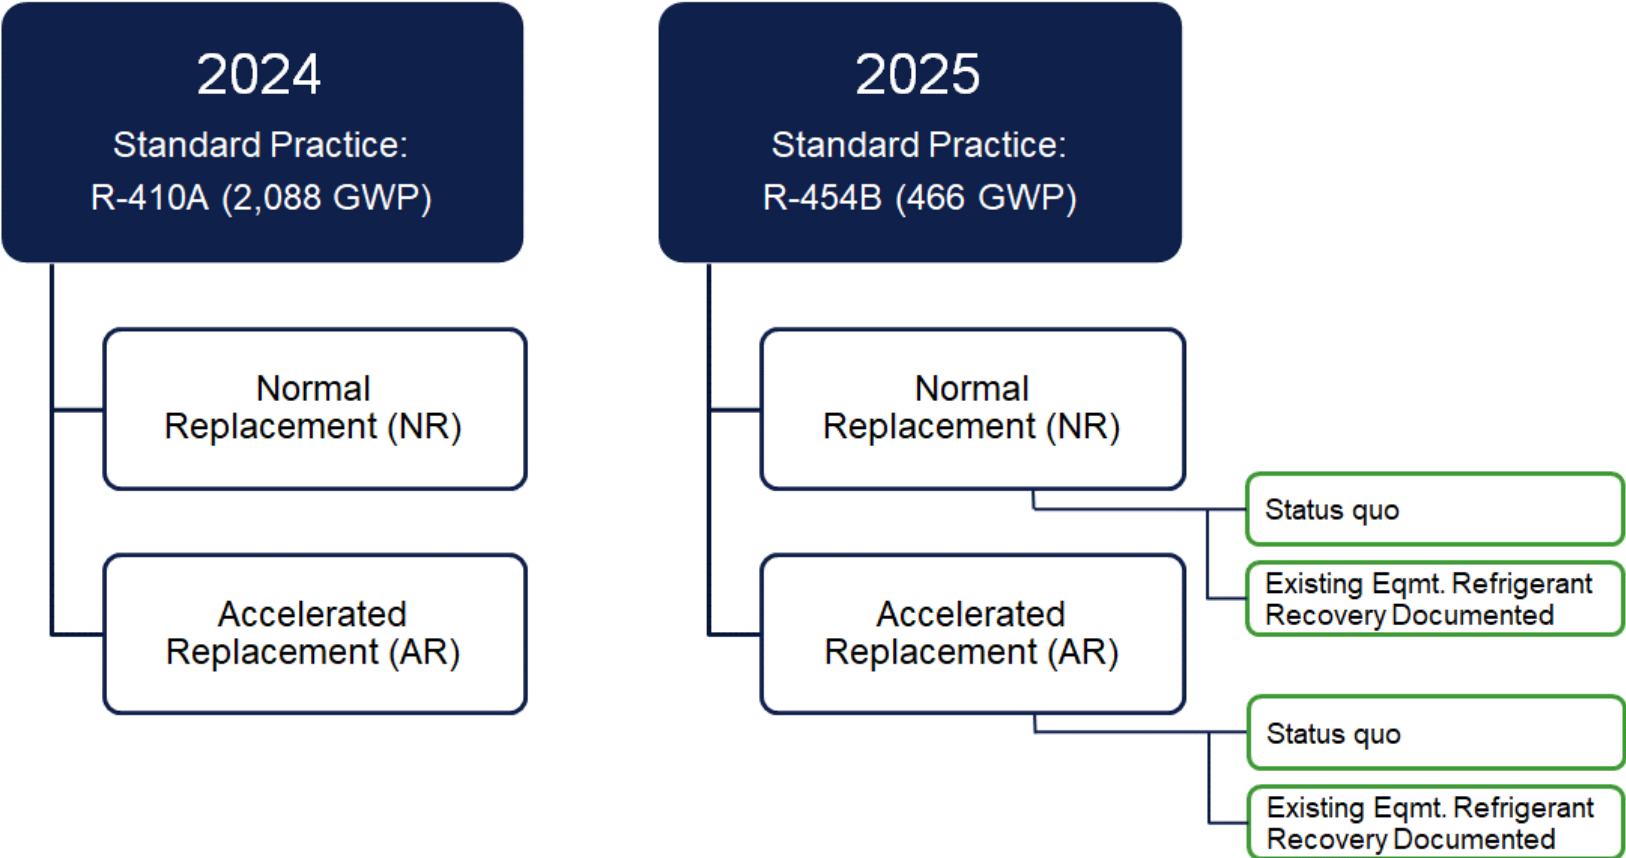 2024
Standard Practice:
R-410A (2,088 GWP)
Normal
Replacement (NR)
Accelerated
Replacement (AR)
2025
Standard Practice:
R-454B (466 GWP)
Normal
Replacement (NR)
Status quo
Existing Eqmt. Refrigerant
Recovery Documented
Accelerated
Replacement (AR)
Status quo
Existing Eqmt. Refrigerant
Recovery Documented